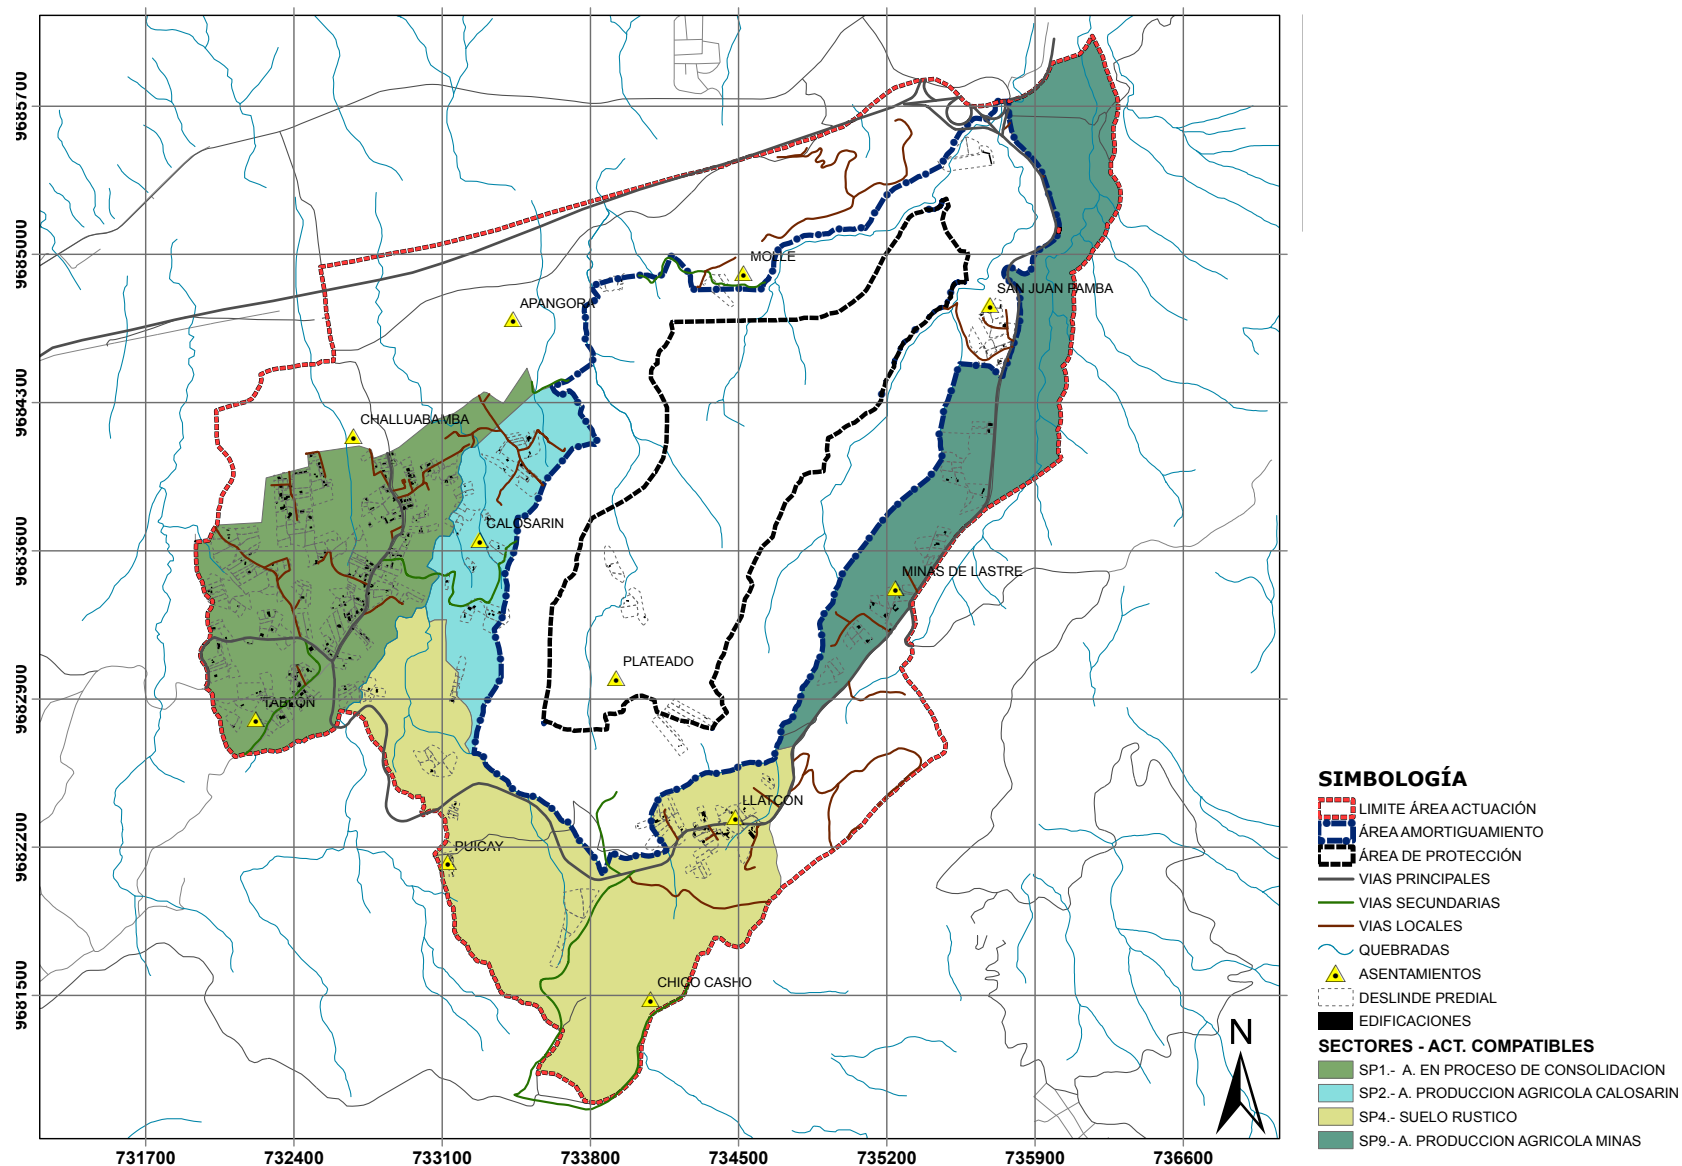 9685700
9685000
9684300
9683600
9682900
9682200
9681500
MOLLE
SAN JUAN PAMBA
APANGORA
CHALLUABAMBA
CALOSARIN
MINAS DE LASTRE
PLATEADO
TABLON
LLATCON
PUICAY
CHICO CASHO
N
731700
732400
733100
733800
734500
735200
735900
736600
SIMBOLOGÍA
LIMITE ÁREA ACTUACIÓN
ÁREA AMORTIGUAMIENTO
ÁREA DE PROTECCIÓN
VIAS PRINCIPALES
VIAS SECUNDARIAS
VIAS LOCALES
QUEBRADAS
ASENTAMIENTOS
DESLINDE PREDIAL
EDIFICACIONES
SECTORES - ACT. COMPATIBLES
SP1.- A. EN PROCESO DE CONSOLIDACION
SP2.- A. PRODUCCION AGRICOLA CALOSARIN
SP4.- SUELO RUSTICO
SP9.- A. PRODUCCION AGRICOLA MINAS